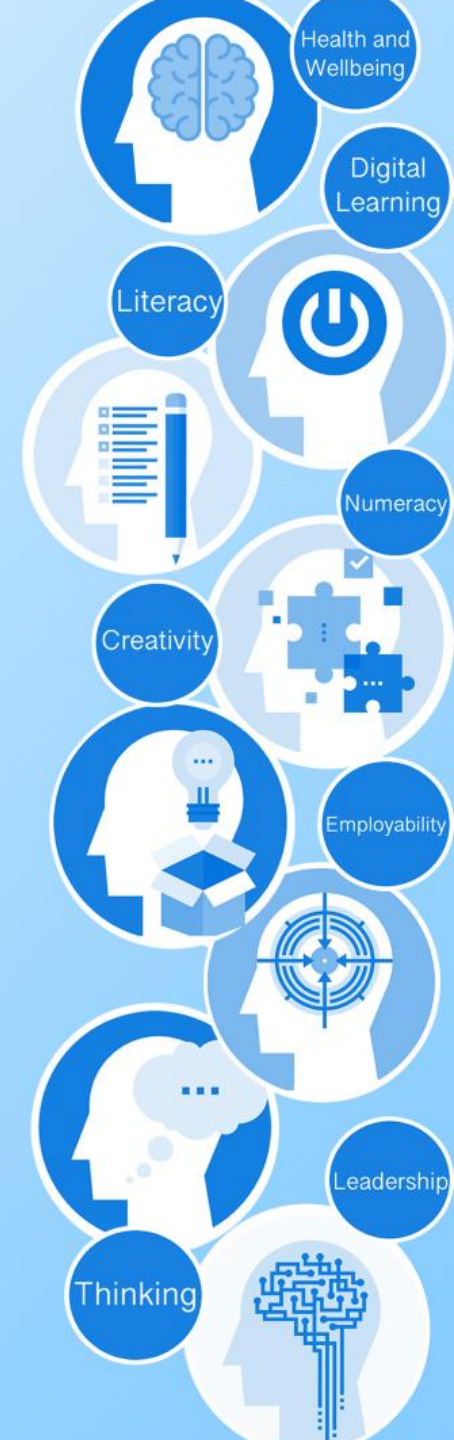 Health and
Wellbeing
Digital
Learning
Literacy
Numeracy
Creativity
Employability
Leadership
Thinking